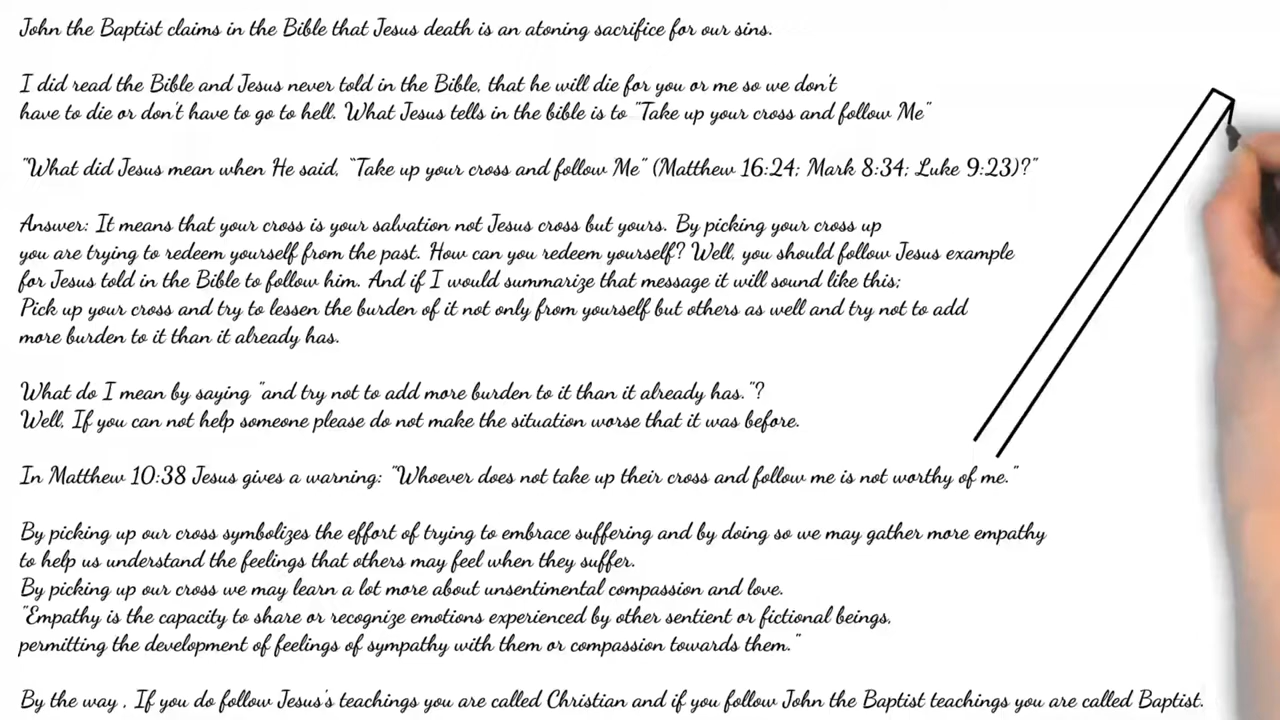 John the Baptist claims in the Bible that Jesus death is an atoning sacrifice for our sins.
I did read the Bible and Jesus never told in the Bible, that he will die for you or me so we don't
have to die or don't have to go to hell. What Jesus tells in the bible is to "Take up your cross and follow Me"
"What did Jesus mean when He said, "Take up your cross and follow Me" (Matthew 16:24; Mark 8:34; Luke 9:23)?"
Answer: It means that your cross is your salvation not Jesus cross but yours. By picking your cross up
you are trying to redeem yourself from the past. How can you redeem yourself? Well, you should follow Jesus example
for Jesus told in the Bible to follow him. And if I would summarize that message it will sound like this:
Pick up your cross and try to lessen the burden of it not only from yourself but others as well and try not to add
more burden to it than it already has.
What do I mean by saying "and try not to add more burden to it than it already has."?
Well, If you can not help someone please do not make the situation worse that it was before.
In Matthew 10:38 Jesus gives a warning: "Whoever does not take up their cross and follow me is not worthy of me."
By picking up our cross symbolizes the effort of trying to embrace suffering and by doing so we may gather more empathy
to help us understand the feelings that others may feel when they suffer.
By picking up our cross we may learn a lot more about unsentimental compassion and love.
"Empathy is the capacity to share or recognize emotions experienced by other sentient or fictional beings,
permitting the development of feelings of sympathy with them or compassion towards them."
By the way , If you do follow Jesus's teachings you are called Christian and if you follow John the Baptist teachings you are called Baptist.